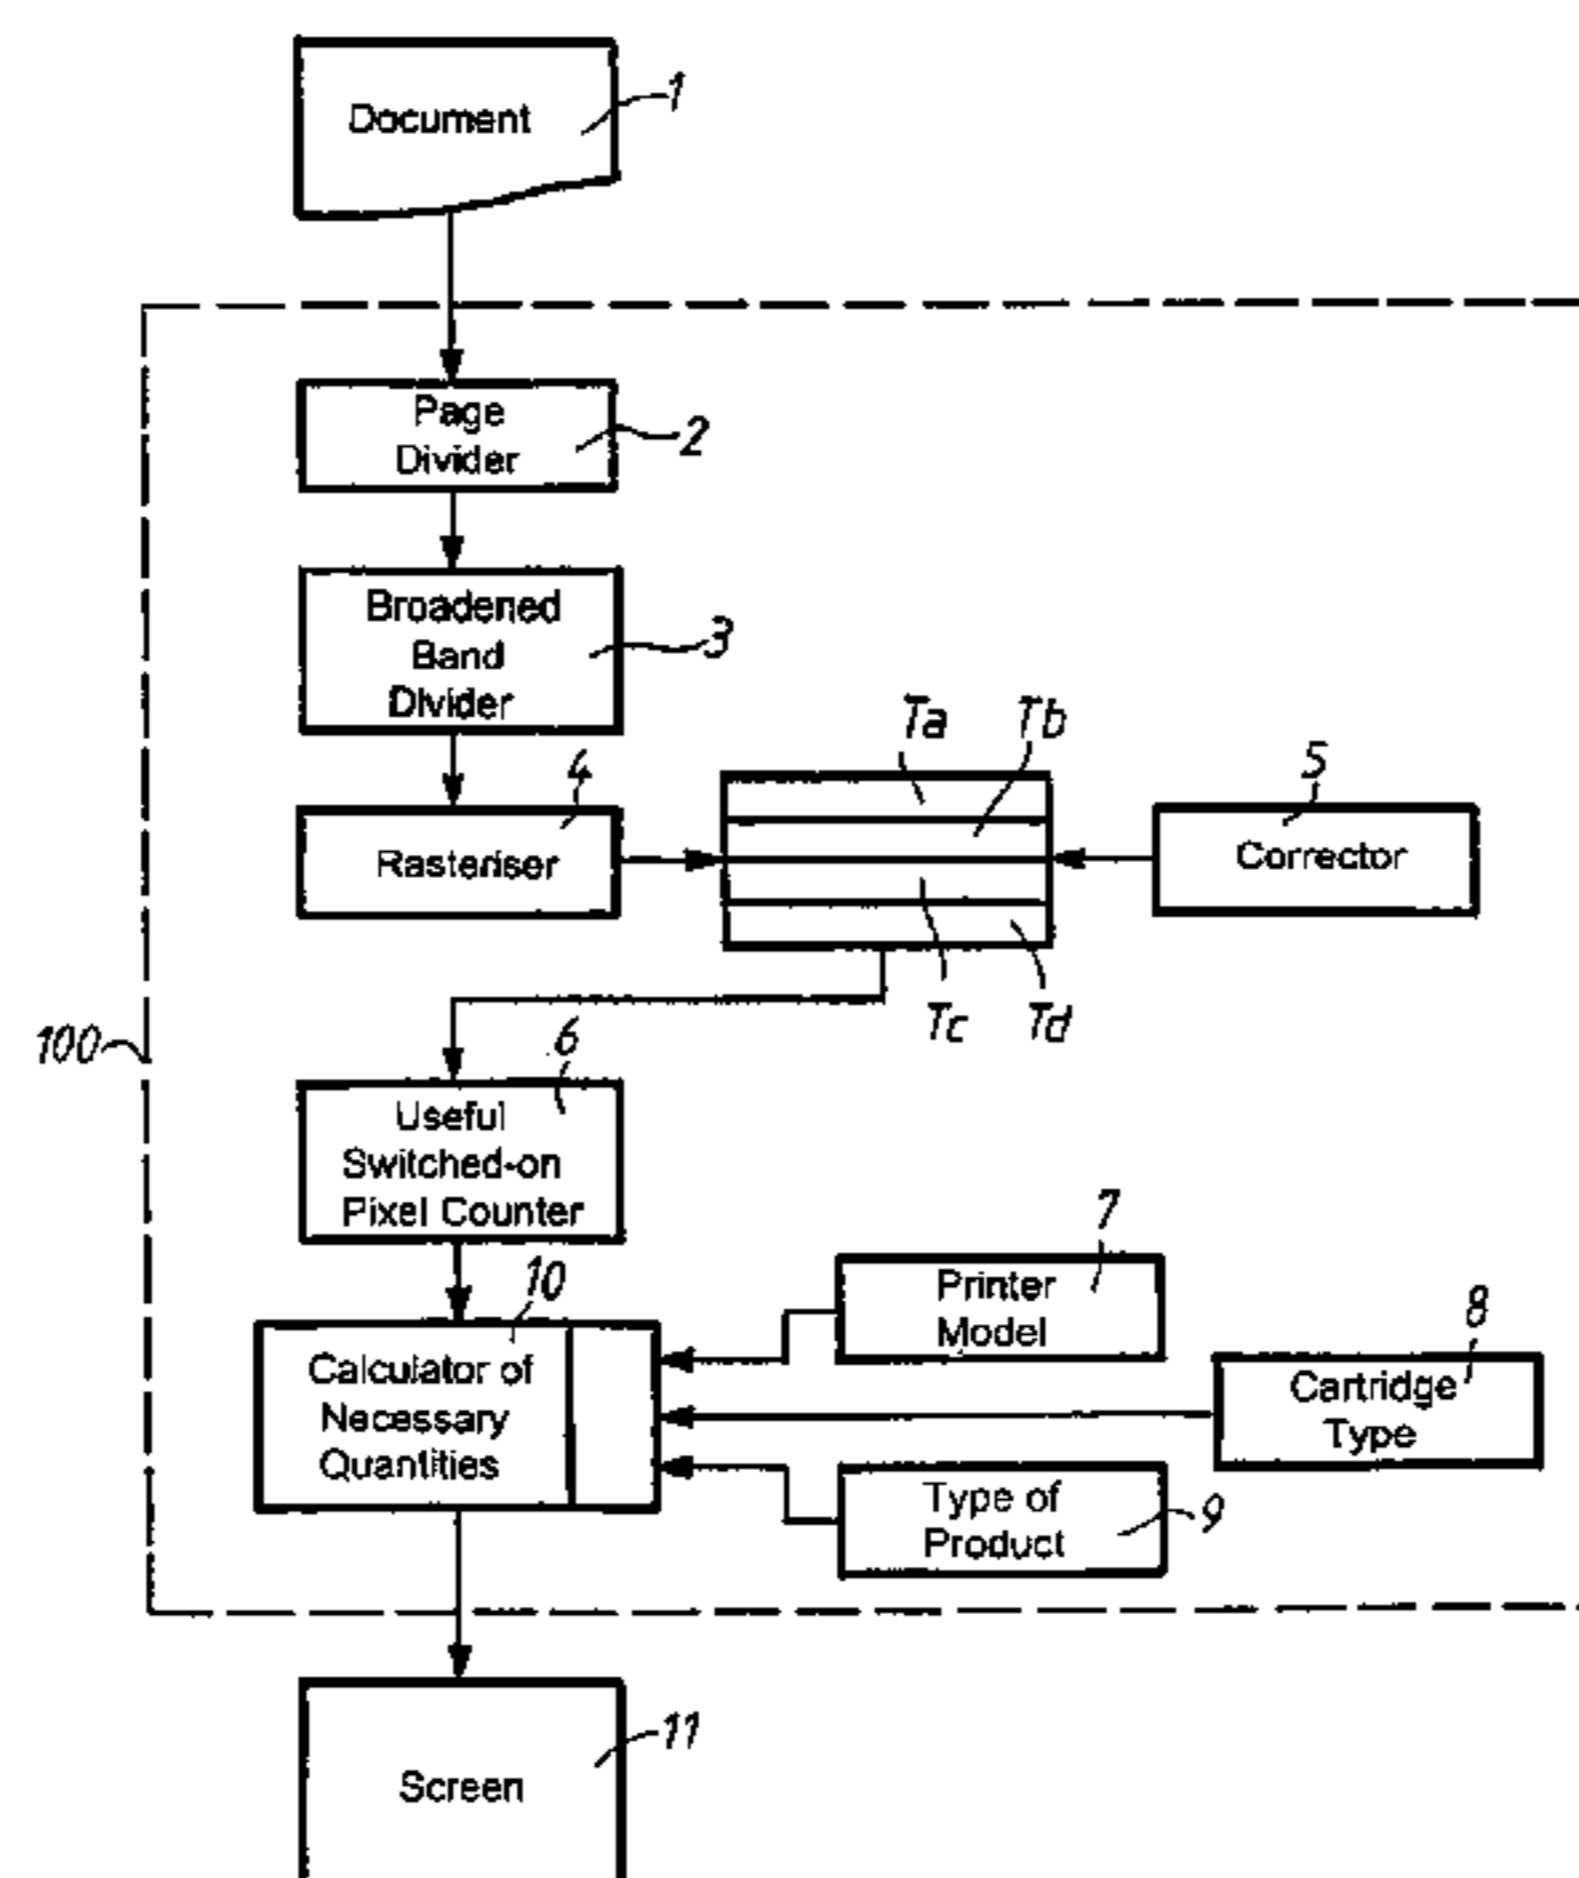 Document
1
Page
Divider
2
Broadened
Band
Divider
3
Ta
Tb
4
5
Rasteriser
Corrector
Tc
Td
100
6
Useful
Switched-on
Pixel Counter
7
10
Printer
Model
8
Calculator of
Necessary
Quantities
Cartridge
Type
Type of
Product
9
11
Screen